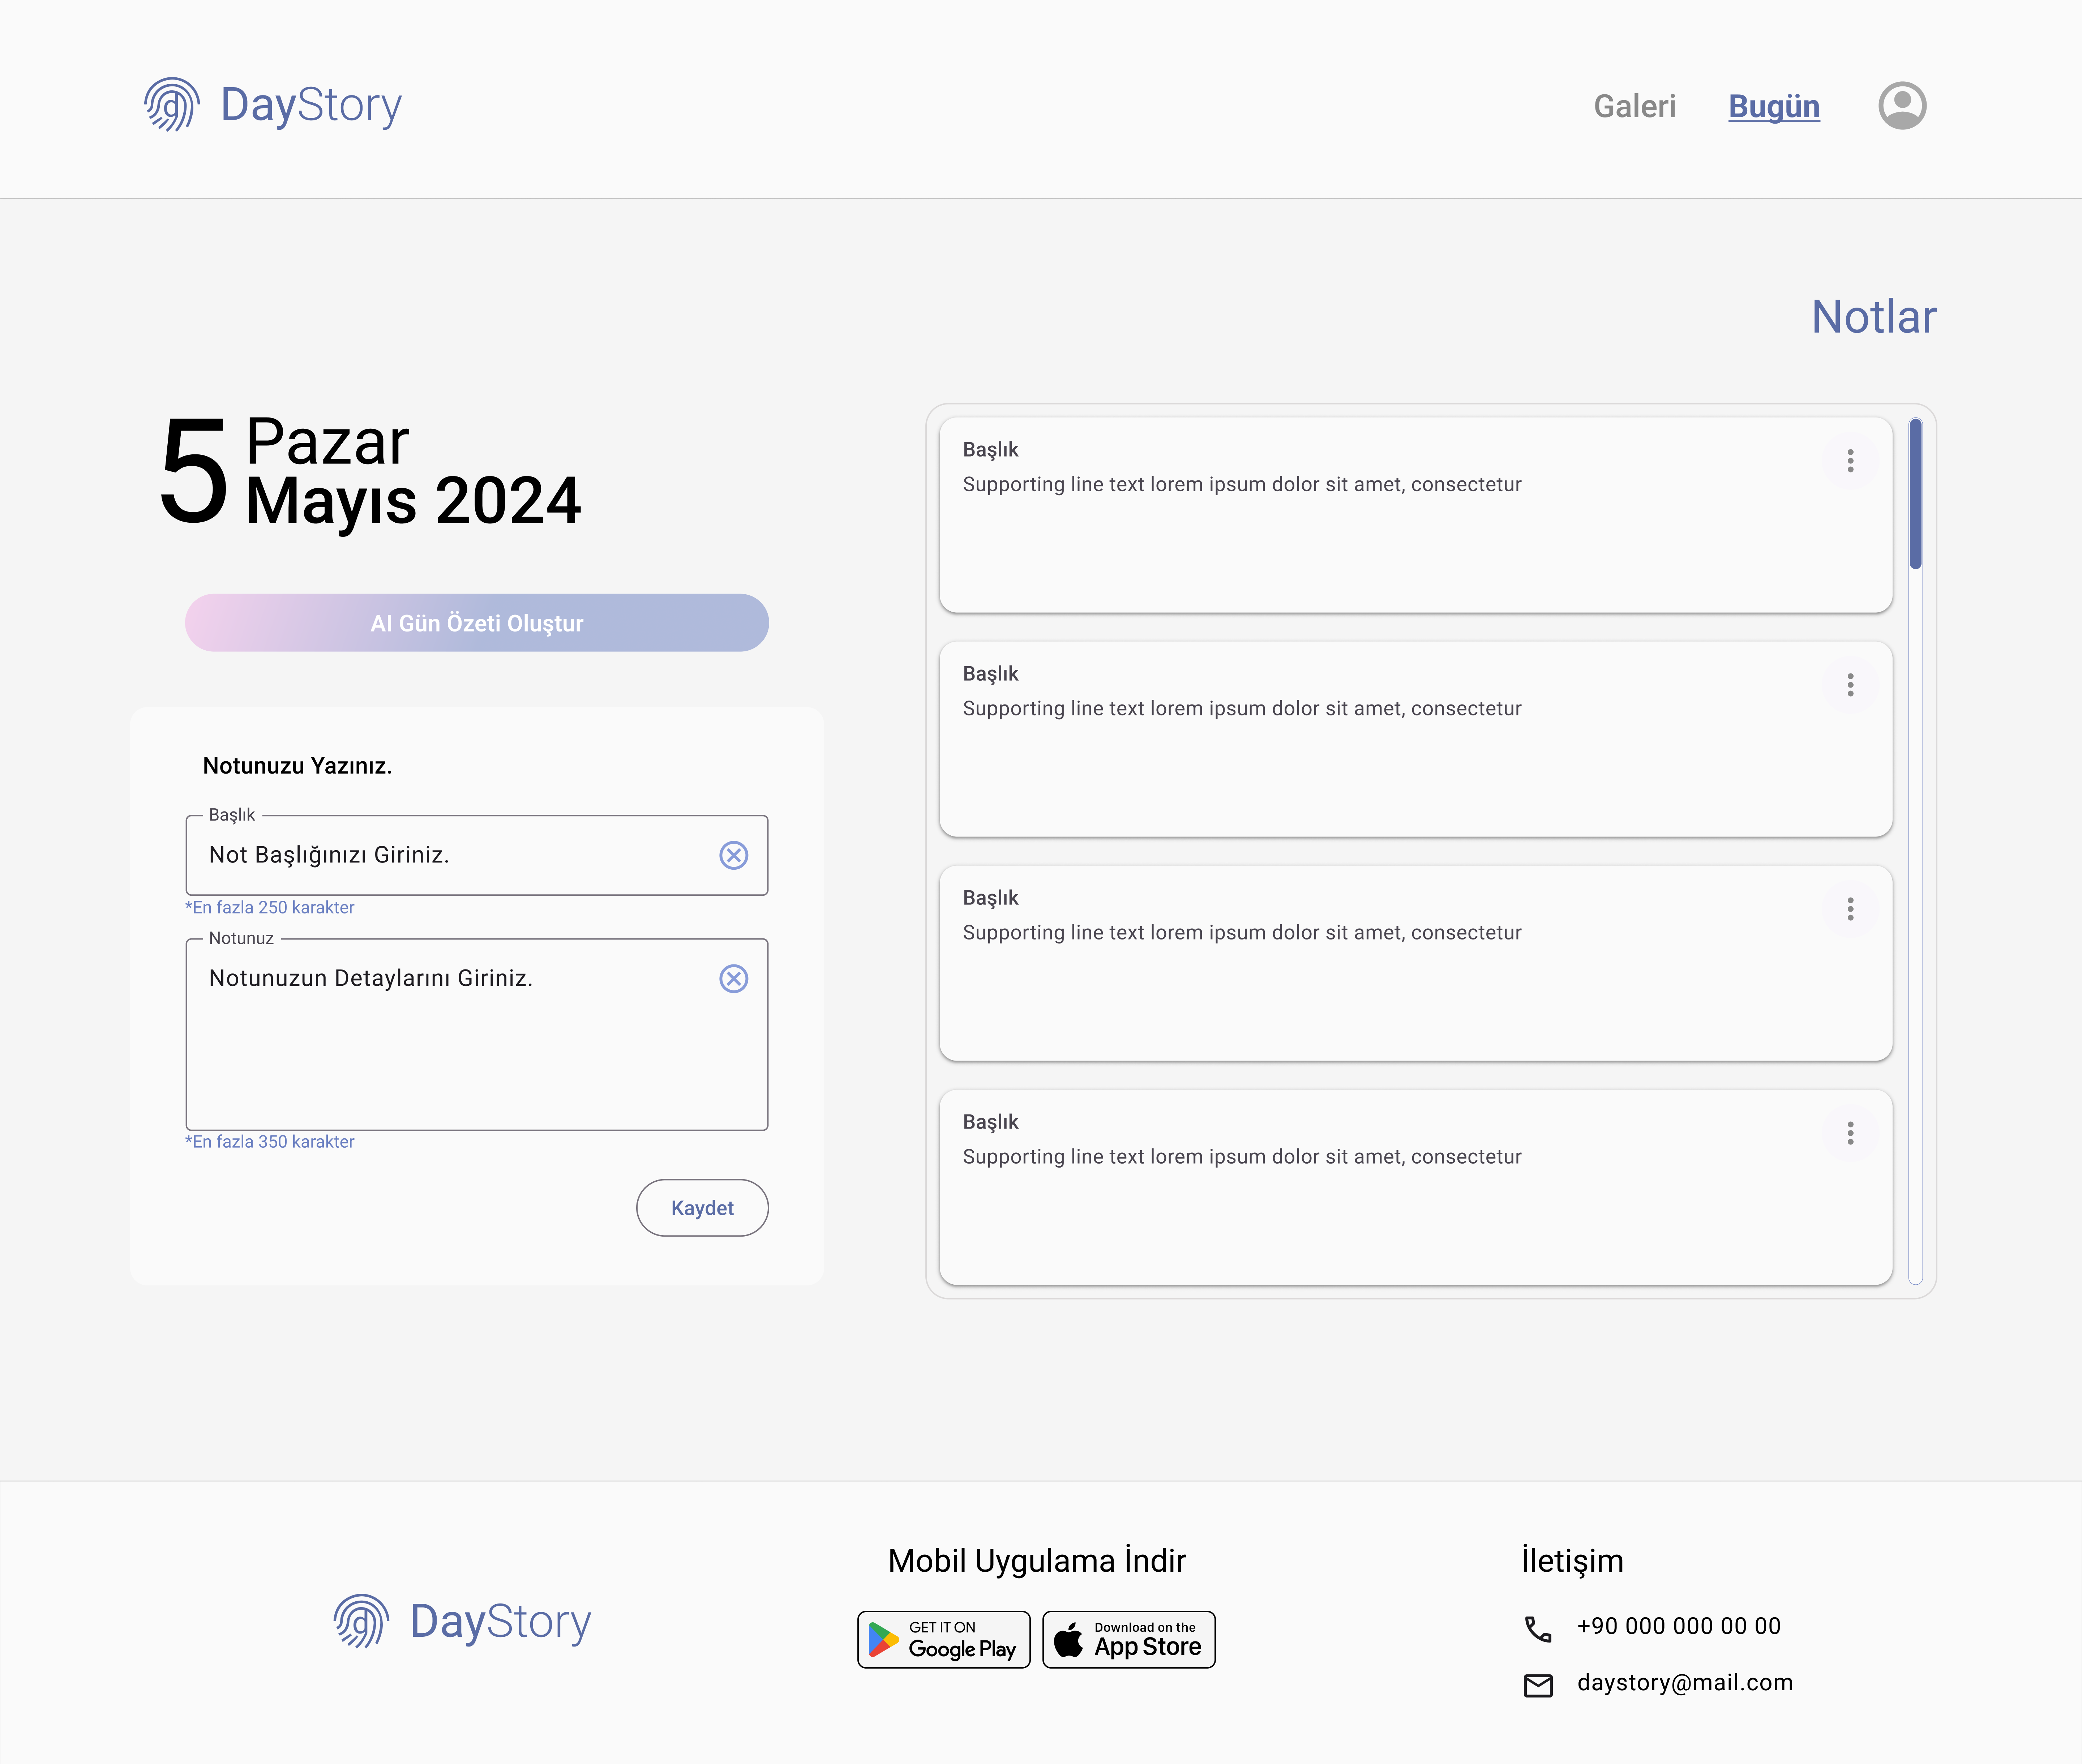 DayStory
Galeri
Bugün
Notlar
5
Pazar
Mayıs 2024
AI Gün Özeti Oluştur
Notunuzu Yazınız.
Başlık
Not Başlığınızı Giriniz.
*En fazla 250 karakter
Notunuz
Notunuzun Detaylarını Giriniz.
*En fazla 350 karakter
Kaydet
Başlık
Supporting line text lorem ipsum dolor sit amet, consectetur
Başlık
Supporting line text lorem ipsum dolor sit amet, consectetur
Başlık
Supporting line text lorem ipsum dolor sit amet, consectetur
Başlık
Supporting line text lorem ipsum dolor sit amet, consectetur
DayStory
Mobil Uygulama İndir
GET IT ON
Google Play
Download on the
App Store
İletişim
+90 000 000 00 00
daystory@mail.com